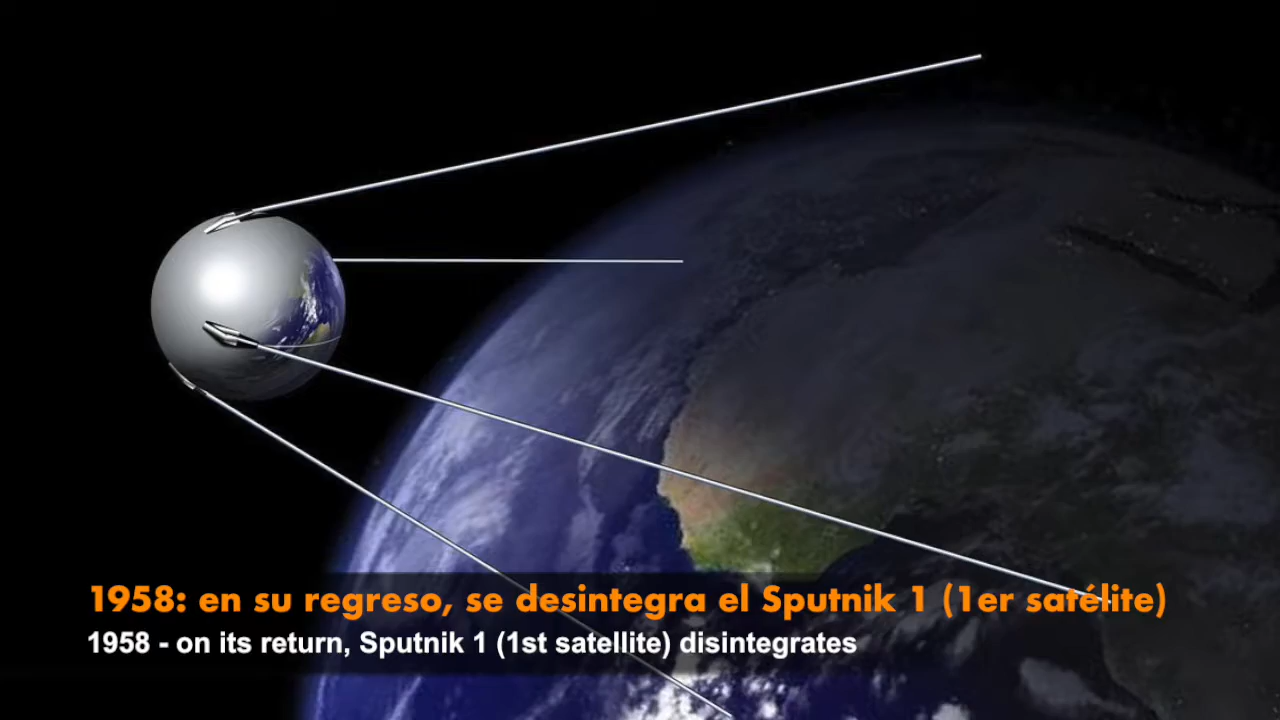 1958: en su regreso, se desintegra el Sputnik 1 (1er satélite)
1958 - on its return, Sputnik 1 (1st satellite) disintegrates